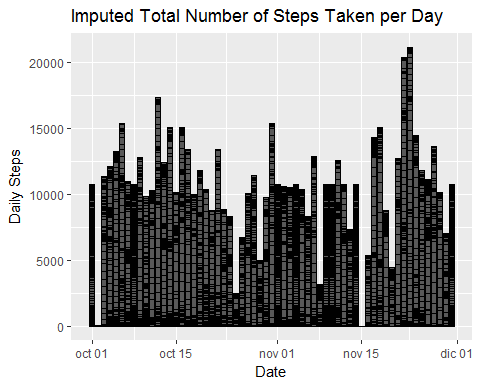 Imputed Total Number of Steps Taken per Day
20000
15000
10000
5000
0
Daily Steps
oct 01
oct 15
nov 01
nov 15
dic 01
Date